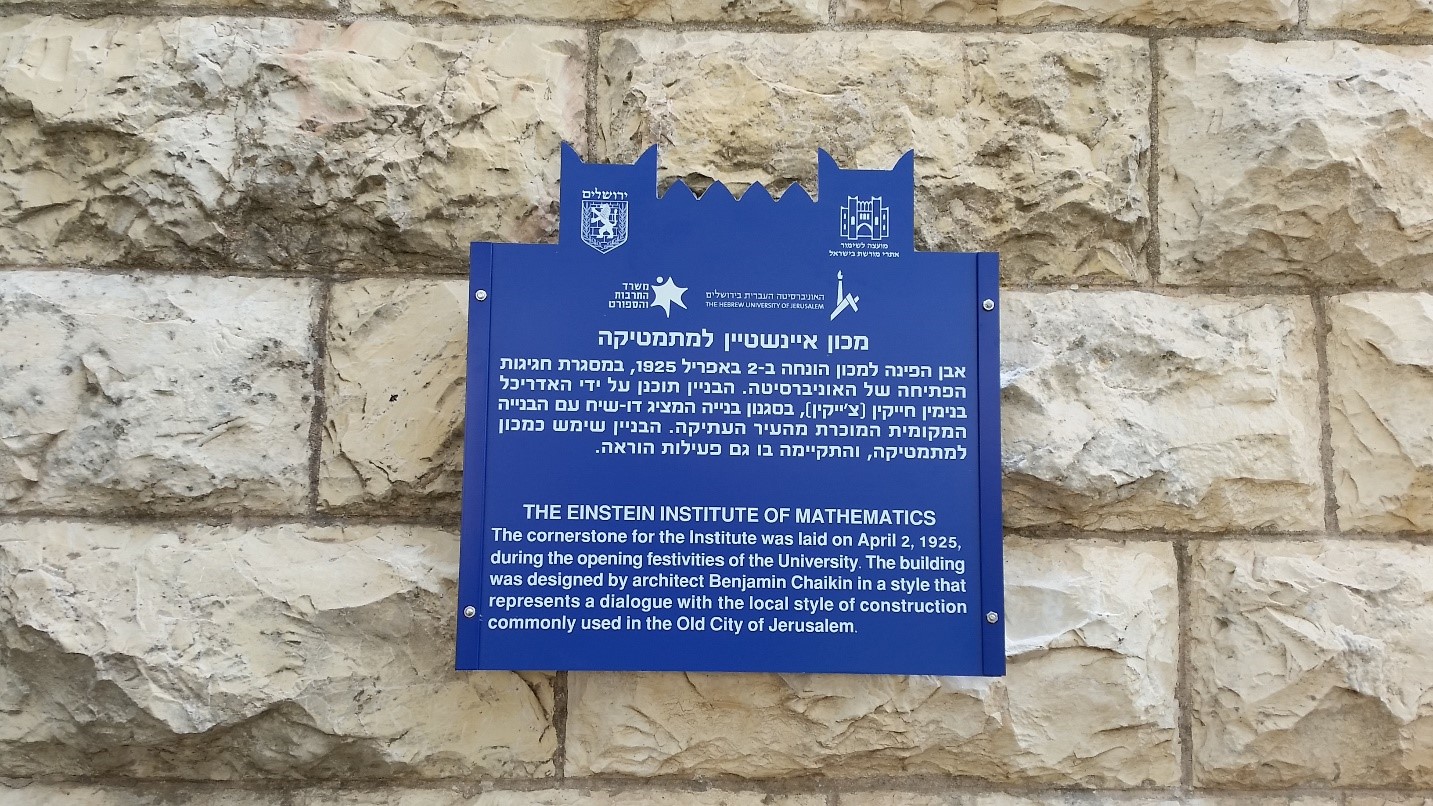 ירושלים
מועצה לשימור
אתרי מורשת בישראל
משרד
התרבות
והספורט
האוניברסיטה העברית בירושלים
THE HEBREW UNIVERSITY OF JERUSALEM
מכון איינשטיין למתמטיקה
אבן הפינה למכון הונחה ב-2 באפריל 1925, במסגרת חגיגות
הפתיחה של האוניברסיטה. הבניין תוכנן על ידי האדריכל
בנימין חייקין (צ'ייקין), בסגנון בנייה המציג דו-שיח עם הבנייה
המקומית המוכרת מהעיר העתיקה. הבניין שימש כמכון
למתמטיקה, והתקיימה בו גם פעילות הוראה.
THE EINSTEIN INSTITUTE OF MATHEMATICS
The cornerstone for the Institute was laid on April 2, 1925,
during the opening festivities of the University. The building
was designed by architect Benjamin Chaikin in a style that
represents a dialogue with the local style of construction
commonly used in the Old City of Jerusalem.